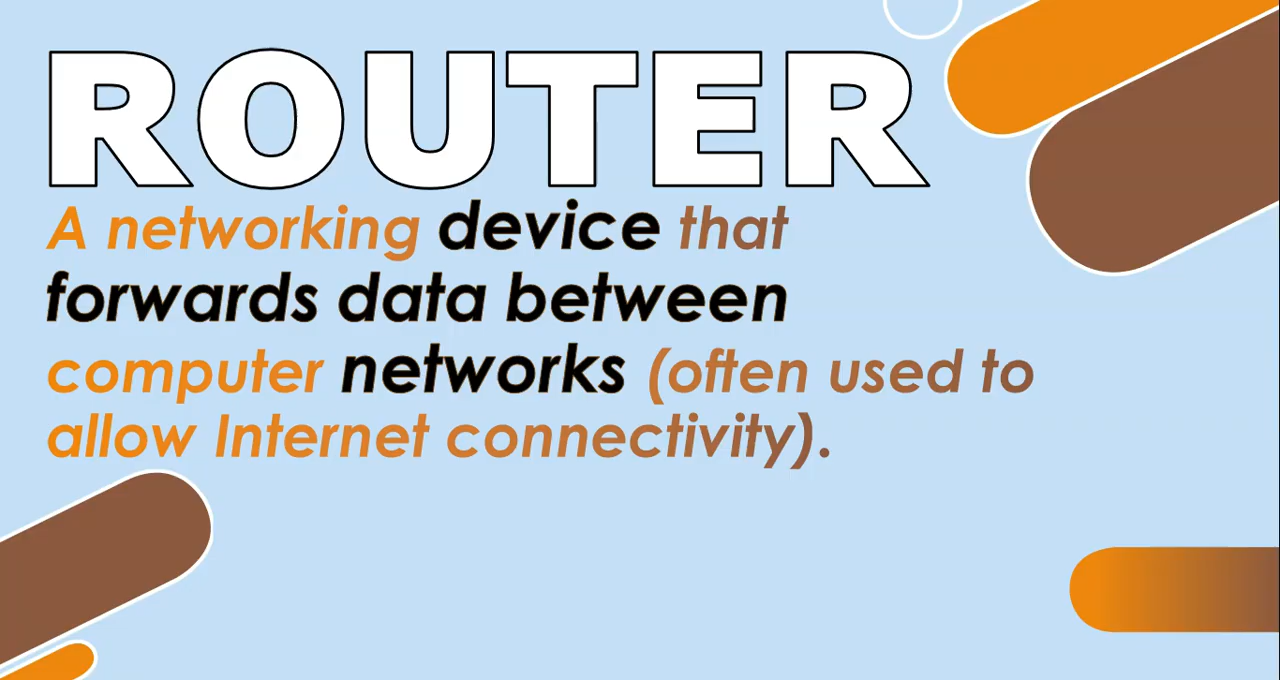 ROUTER
A networking device that
forwards data between
computer networks (often used to
allow Internet connectivity).